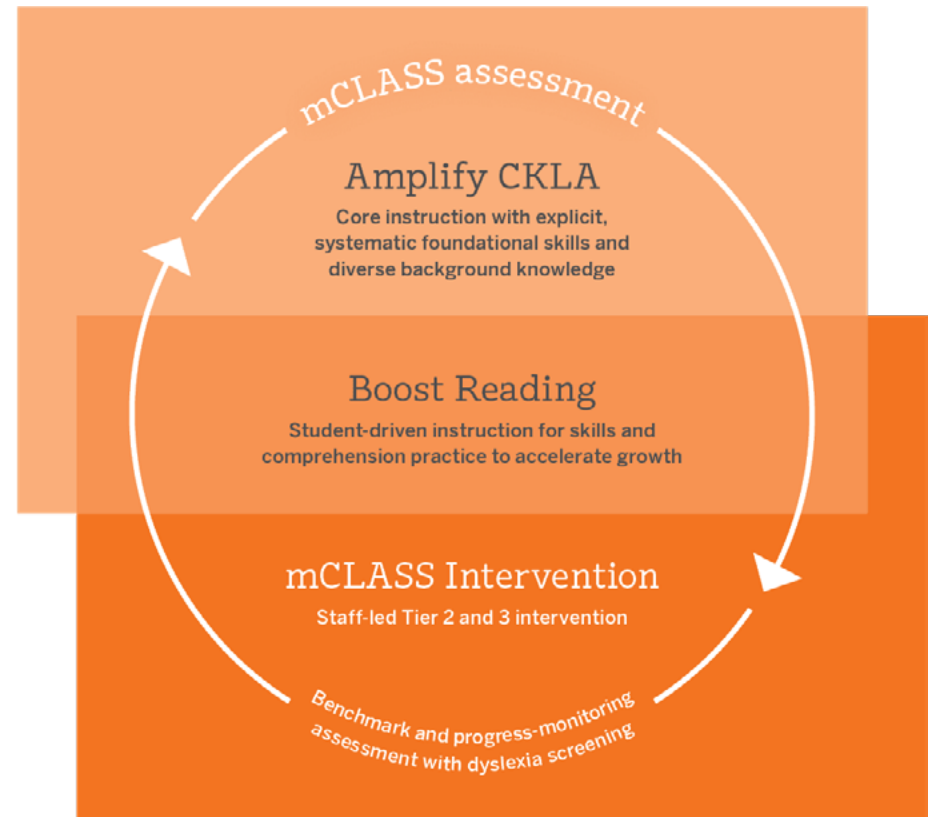 mCLASS assessment
Amplify CKLA
Core instruction with explicit,
systematic foundational skills and
diverse background knowledge
Boost Reading
Student-driven instruction for skills and
comprehension practice to accelerate growth
mCLASS Intervention
Staff-led Tier 2 and 3 intervention
Benchmark and progress-monitoring
assessment with dyslexia screening